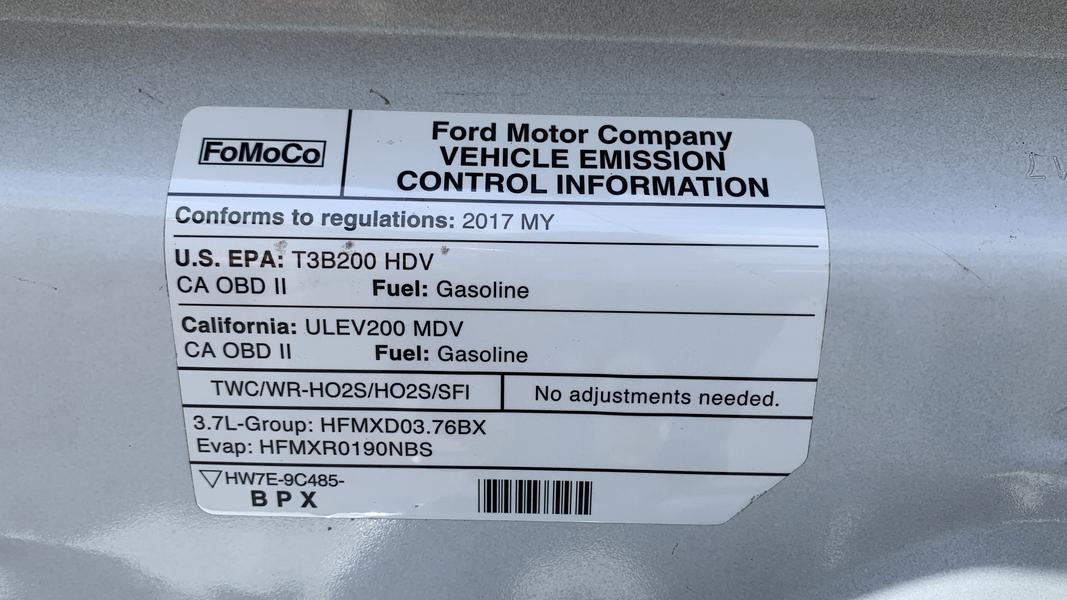 FoMoCo
Ford Motor Company
VEHICLE EMISSION
CONTROL INFORMATION
Conforms to regulations: 2017 MY
U.S. EPA: T3B200 HDV
CA OBD II Fuel: Gasoline
California: ULEV200 MDV
CA OBD II Fuel: Gasoline
TWC/WR-HO2S/HO2S/SFI
No adjustments needed.
3.7L-Group: HFMXD03.76BX
Evap: HFMXR0190NBS
HW7E-9C485-
BPX